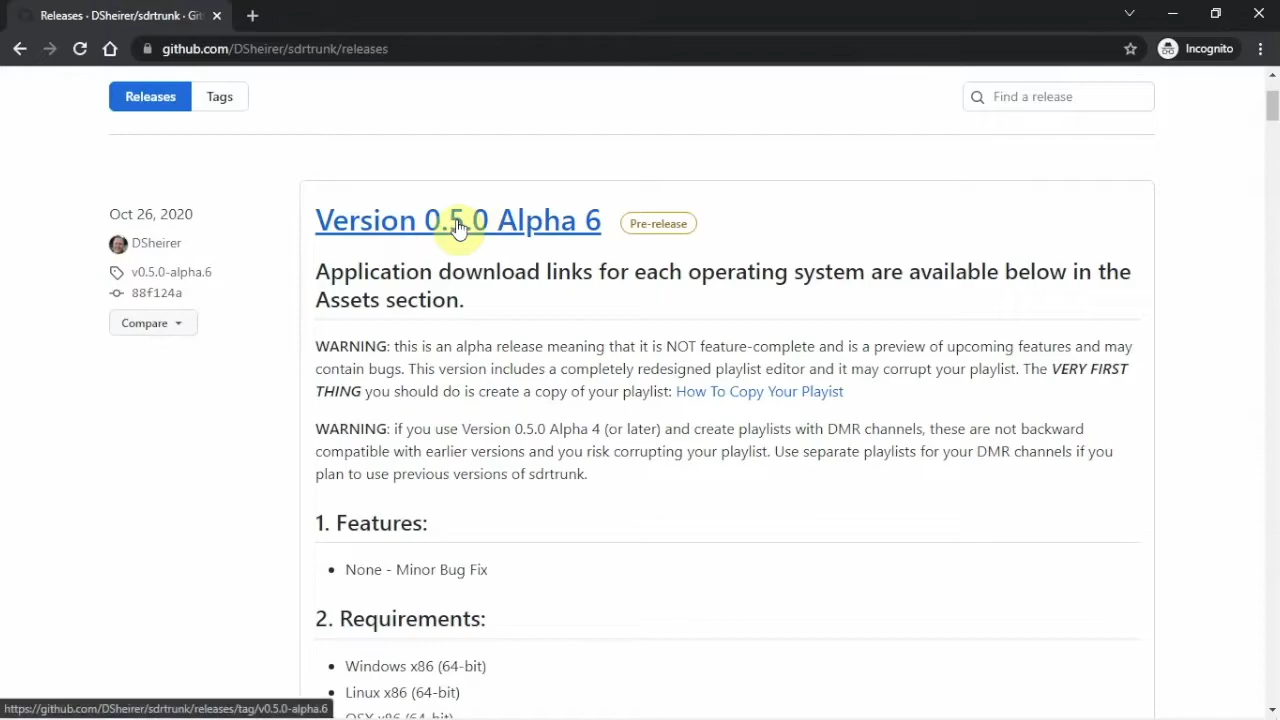 Releases · DSheirer/sdrtrunk · Git
github.com/DSheirer/sdrtrunk/releases
Incognito
Releases
Tags
Find a release
Oct 26, 2020
DSheirer
v0.5.0-alpha.6
88f124a
Compare
Version 0.5.0 Alpha 6
Pre-release
Application download links for each operating system are available below in the
Assets section.
WARNING: this is an alpha release meaning that it is NOT feature-complete and is a preview of upcoming features and may
contain bugs. This version includes a completely redesigned playlist editor and it may corrupt your playlist. The VERY FIRST
THING you should do is create a copy of your playlist: How To Copy Your Playist
WARNING: if you use Version 0.5.0 Alpha 4 (or later) and create playlists with DMR channels, these are not backward
compatible with earlier versions and you risk corrupting your playlist. Use separate playlists for your DMR channels if you
plan to use previous versions of sdrtrunk.
1. Features:
None - Minor Bug Fix
2. Requirements:
Windows x86 (64-bit)
Linux x86 (64-bit)
OSX x86 (64-bit)
https://github.com/DSheirer/sdrtrunk/releases/tag/v0.5.0-alpha.6